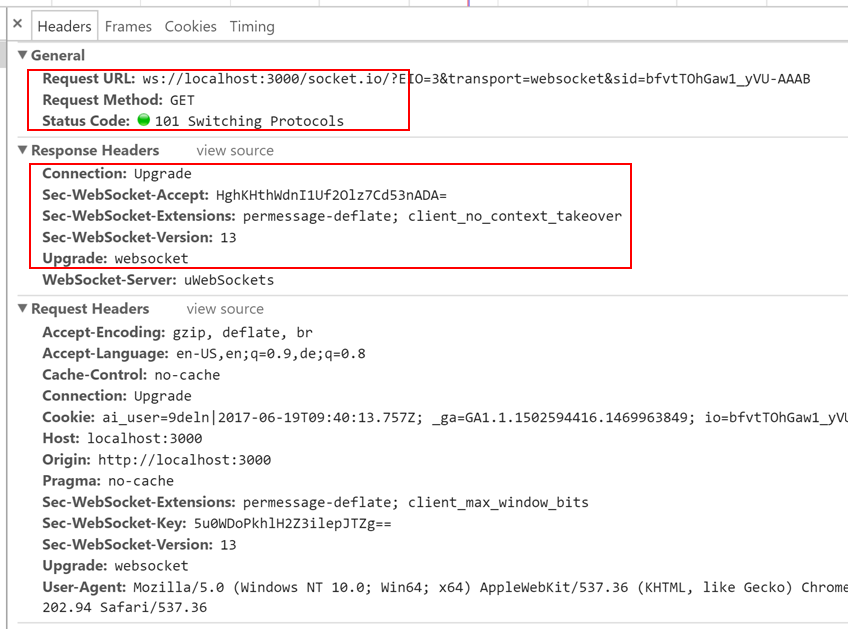 × Headers Frames Cookies Timing
▼ General
Request URL: ws://localhost:3000/socket.io/?EIO=3&transport=websocket&sid=bfvtTOhGaw1_yVU-AAAB
Request Method: GET
Status Code: 101 Switching Protocols
▼ Response Headers view source
Connection: Upgrade
Sec-WebSocket-Accept: HghKHthWdnI1Uf2Olz7Cd53nADA=
Sec-WebSocket-Extensions: permessage-deflate; client_no_context_takeover
Sec-WebSocket-Version: 13
Upgrade: websocket
WebSocket-Server: uWebSockets
▼ Request Headers view source
Accept-Encoding: gzip, deflate, br
Accept-Language: en-US,en;q=0.9,de;q=0.8
Cache-Control: no-cache
Connection: Upgrade
Cookie: ai_user=9deln|2017-06-19T09:40:13.757Z; _ga=GA1.1.1502594416.1469963849; io=bfvtTOhGaw1_yVU
Host: localhost:3000
Origin: http://localhost:3000
Pragma: no-cache
Sec-WebSocket-Extensions: permessage-deflate; client_max_window_bits
Sec-WebSocket-Key: 5u0WDoPkhlH2Z3ilepJTZg==
Sec-WebSocket-Version: 13
Upgrade: websocket
User-Agent: Mozilla/5.0 (Windows NT 10.0; Win64; x64) AppleWebKit/537.36 (KHTML, like Gecko) Chrome
202.94 Safari/537.36